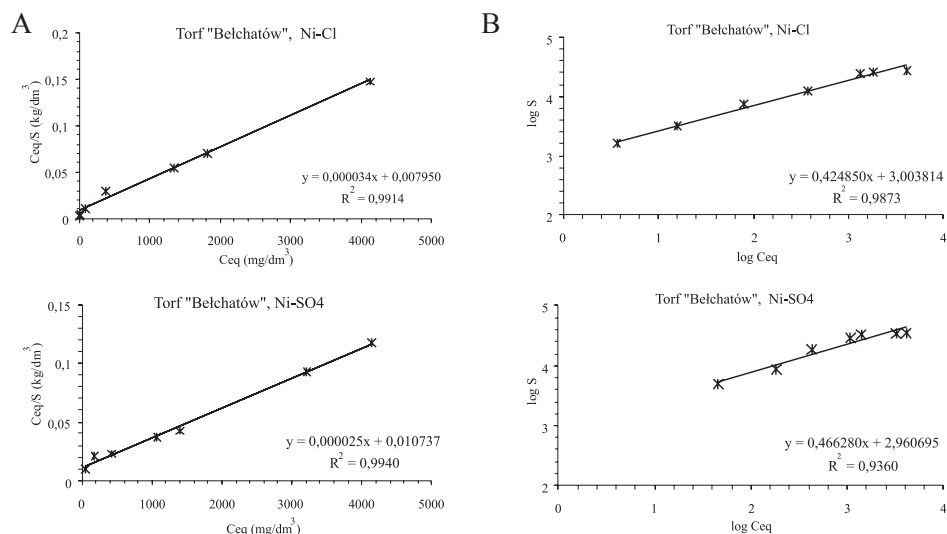 A
Torf "Bełchatów", Ni-Cl
Ceq/S (kg/dm3)
0,2
0,15
0,1
0,05
0
y = 0,000034x + 0,007950
R2 = 0,9914
0 1000 2000 3000 4000 5000
Ceq (mg/dm3)
B
Torf "Bełchatów", Ni-Cl
log S
5
4
3
2
y = 0,424850x + 3,003814
R2 = 0,9873
0 1 2 3 4
log Ceq
Torf "Bełchatów", Ni-SO4
Ceq/S (kg/dm3)
0,15
0,1
0,05
0
y = 0,000025x + 0,010737
R2 = 0,9940
0 1000 2000 3000 4000 5000
Ceq (mg/dm3)
Torf "Bełchatów", Ni-SO4
log S
5
4
3
2
y = 0,466280x + 2,960695
R2 = 0,9360
0 1 2 3 4
log Ceq